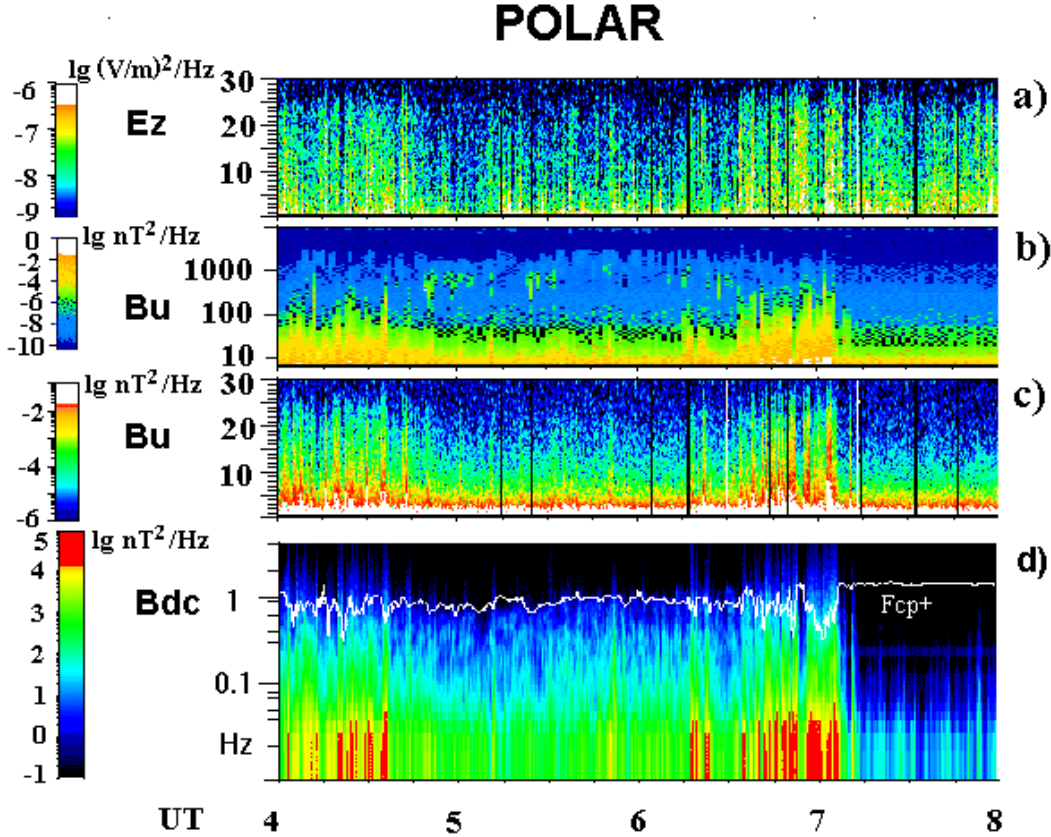 POLAR
lg (V/m)2/Hz
-6
-7
-8
-9
Ez
30
20
10
a)
lg nT2/Hz
0
-2
-4
-6
-8
-10
Bu
1000
100
10
b)
lg nT2/Hz
-2
-4
-6
Bu
30
20
10
c)
lg nT2/Hz
5
4
3
2
1
0
-1
Bdc
1
0.1
Hz
Fcp+
d)
UT 4 5 6 7 8